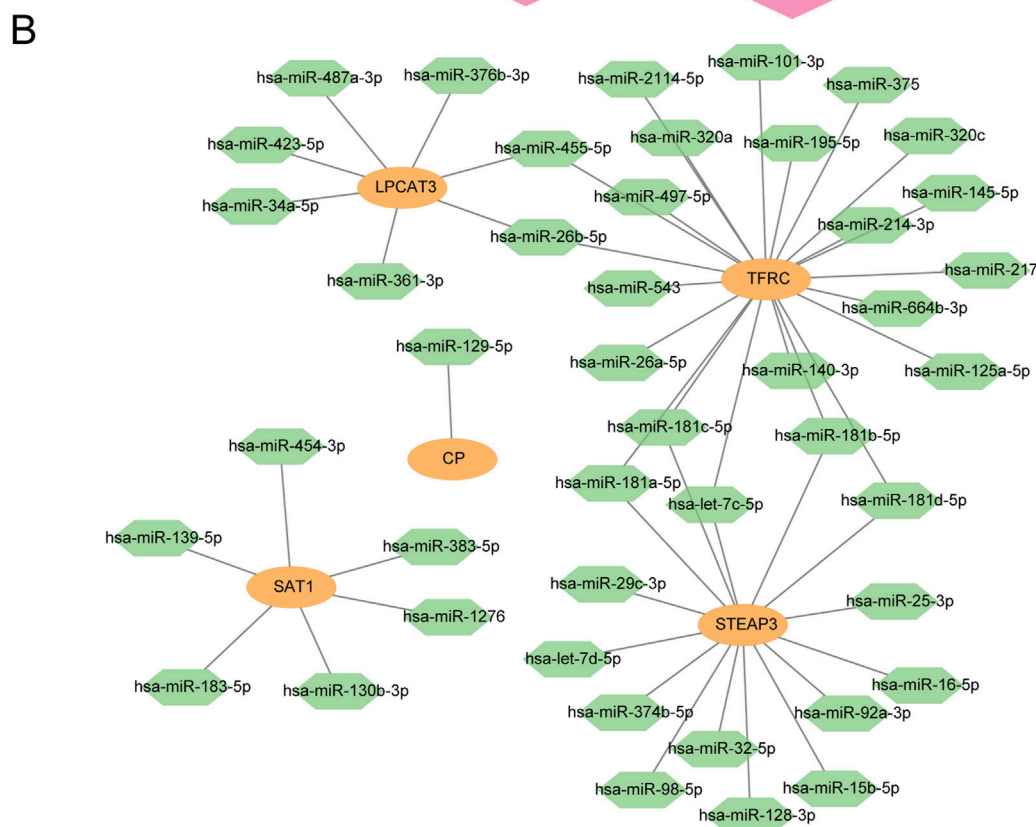 B
hsa-miR-487a-3p
hsa-miR-376b-3p
hsa-miR-2114-5p
hsa-miR-101-3p
hsa-miR-375
hsa-miR-423-5p
hsa-miR-455-5p
hsa-miR-320a
hsa-miR-195-5p
hsa-miR-320c
LPCAT3
hsa-miR-34a-5p
hsa-miR-497-5p
hsa-miR-145-5p
hsa-miR-26b-5p
hsa-miR-214-3p
hsa-miR-361-3p
hsa-miR-543
TFRC
hsa-miR-217
hsa-miR-664b-3p
hsa-miR-129-5p
hsa-miR-26a-5p
hsa-miR-140-3p
hsa-miR-125a-5p
hsa-miR-454-3p
CP
hsa-miR-181c-5p
hsa-miR-181b-5p
hsa-miR-181a-5p
hsa-let-7c-5p
hsa-miR-181d-5p
hsa-miR-139-5p
hsa-miR-383-5p
SAT1
hsa-miR-1276
hsa-miR-29c-3p
hsa-miR-25-3p
STEAP3
hsa-let-7d-5p
hsa-miR-183-5p
hsa-miR-130b-3p
hsa-miR-16-5p
hsa-miR-374b-5p
hsa-miR-92a-3p
hsa-miR-32-5p
hsa-miR-98-5p
hsa-miR-15b-5p
hsa-miR-128-3p